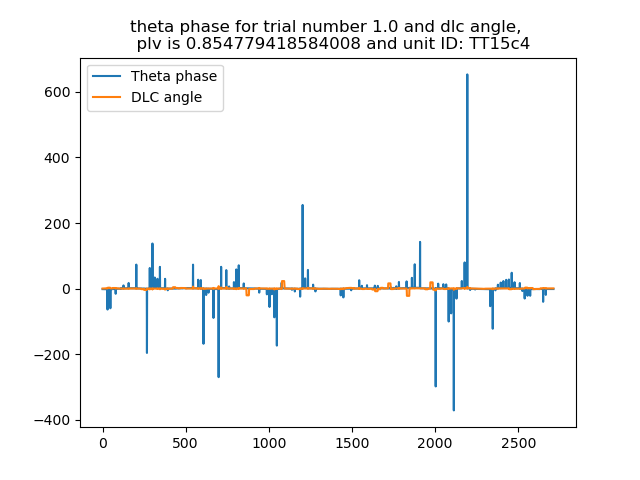 theta phase for trial number 1.0 and dlc angle,
plv is 0.854779418584008 and unit ID: TT15c4
Theta phase
DLC angle
600
400
200
0
−200
−400
0 500 1000 1500 2000 2500